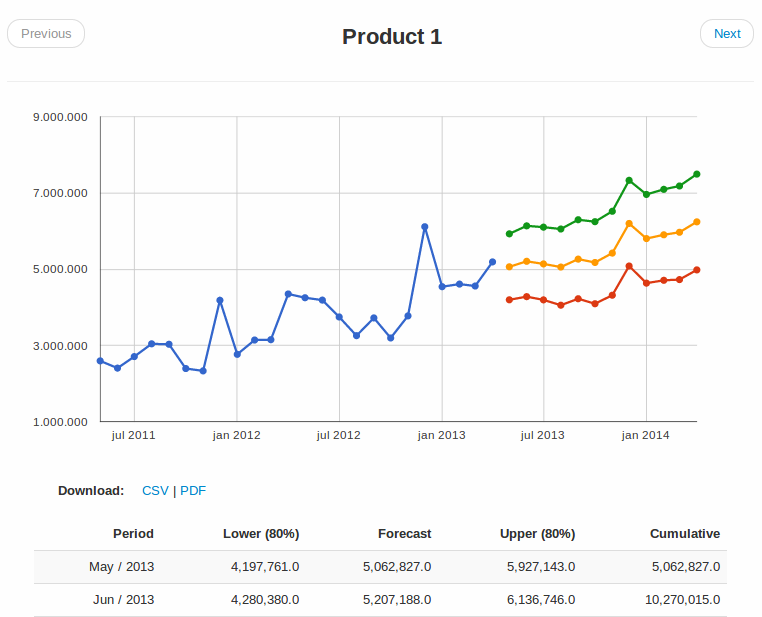 Previous
Product 1
Next
9.000.000
7.000.000
5.000.000
3.000.000
1.000.000
jul 2011 jan 2012 jul 2012 jan 2013 jul 2013 jan 2014
Download: CSV | PDF
Period Lower (80%) Forecast Upper (80%) Cumulative
May / 2013 4,197,761.0 5,062,827.0 5,927,143.0 5,062,827.0
Jun / 2013 4,280,380.0 5,207,188.0 6,136,746.0 10,270,015.0